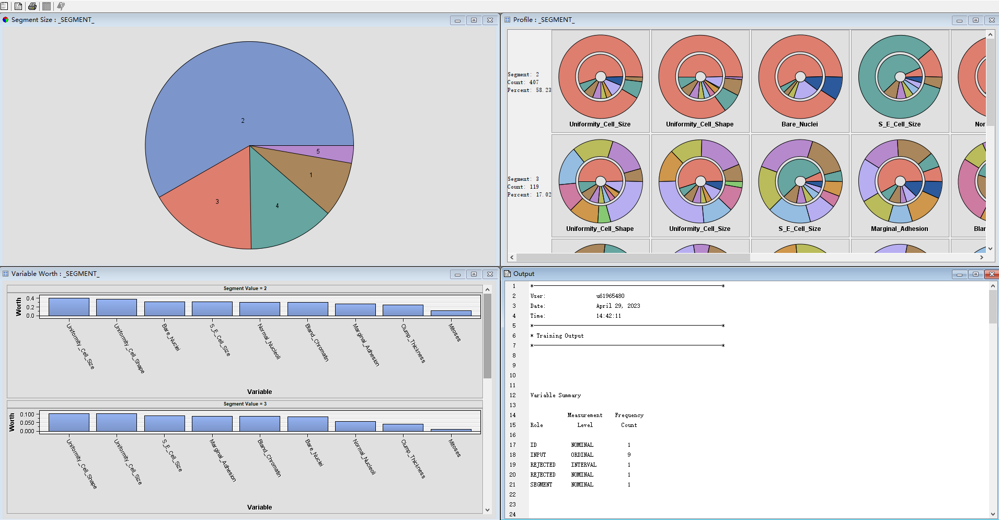 Segment Size : _SEGMENT_
2
5
1
3
4
Profile : _SEGMENT_
Segment: 2
Count: 407
Percent: 58.23
Uniformity_Cell_Size
Uniformity_Cell_Shape
Bare_Nuclei
S_E_Cell_Size
Nor
Segment: 3
Count: 119
Percent: 17.02
Uniformity_Cell_Shape
Uniformity_Cell_Size
S_E_Cell_Size
Marginal_Adhesion
Blar
Variable Worth : _SEGMENT_
Segment Value = 2
Worth
0.4
0.2
0.0
Uniformity_Cell_Size
Uniformity_Cell_Shape
Bare_Nuclei
S_E_Cell_Size
Normal_Nucleoli
Bland_Chromatin
Marginal_Adhesion
Clump_Thickness
Mitoses
Variable
Segment Value = 3
Worth
0.100
0.050
0.000
Uniformity_Cell_Shape
Uniformity_Cell_Size
S_E_Cell_Size
Marginal_Adhesion
Bland_Chromatin
Bare_Nuclei
Normal_Nucleoli
Clump_Thickness
Mitoses
Variable
Output
1 *------------------------------------------------------------*
2 User: u61965480
3 Date: April 29, 2023
4 Time: 14:42:11
5 *------------------------------------------------------------*
6 * Training Output
7 *------------------------------------------------------------*
8
9
10
11
12 Variable Summary
13
14 Measurement Frequency
15 Role Level Count
16
17 ID NOMINAL 1
18 INPUT ORDINAL 9
19 REJECTED INTERVAL 1
20 REJECTED NOMINAL 1
21 SEGMENT NOMINAL 1
22
23
24